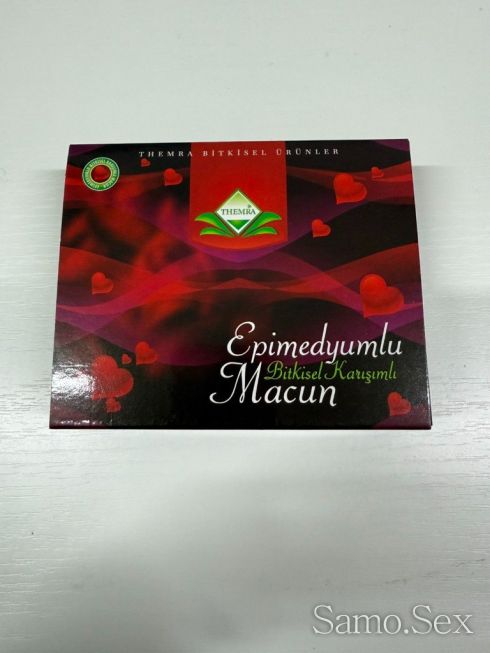 THEMRA BİTKİSEL ÜRÜNLER
THEMRA
Epimedyumlu
Bitkisel Karışımlı
Macun
Samo.Sex